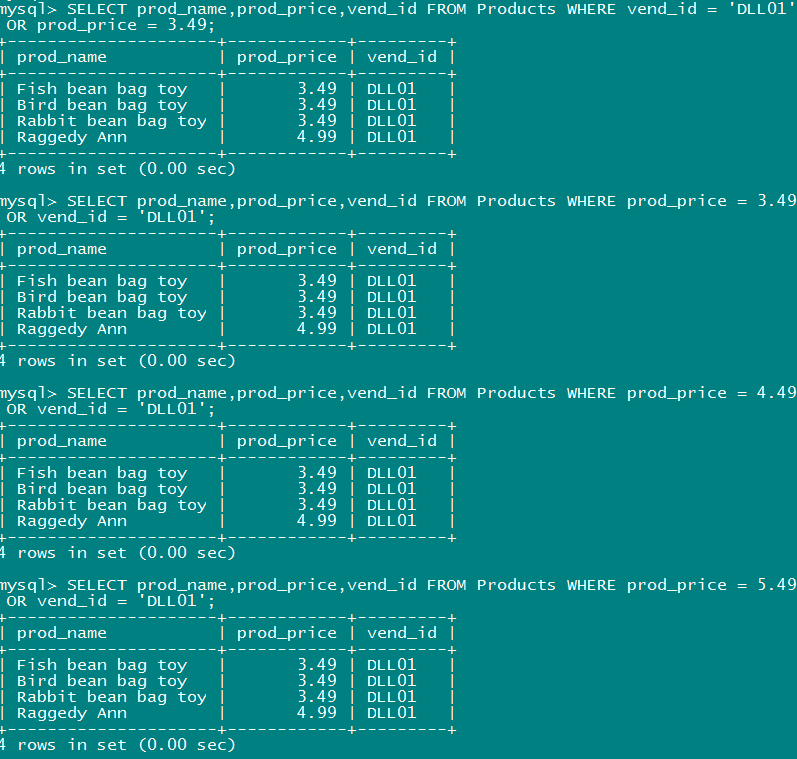 mysql> SELECT prod_name,prod_price,vend_id FROM Products WHERE vend_id = 'DLL01'
 OR prod_price = 3.49;
+---------------------+------------+---------+
| prod_name           | prod_price | vend_id |
+---------------------+------------+---------+
| Fish bean bag toy   |       3.49 | DLL01   |
| Bird bean bag toy   |       3.49 | DLL01   |
| Rabbit bean bag toy |       3.49 | DLL01   |
| Raggedy Ann         |       4.99 | DLL01   |
+---------------------+------------+---------+
4 rows in set (0.00 sec)

mysql> SELECT prod_name,prod_price,vend_id FROM Products WHERE prod_price = 3.49
 OR vend_id = 'DLL01';
+---------------------+------------+---------+
| prod_name           | prod_price | vend_id |
+---------------------+------------+---------+
| Fish bean bag toy   |       3.49 | DLL01   |
| Bird bean bag toy   |       3.49 | DLL01   |
| Rabbit bean bag toy |       3.49 | DLL01   |
| Raggedy Ann         |       4.99 | DLL01   |
+---------------------+------------+---------+
4 rows in set (0.00 sec)

mysql> SELECT prod_name,prod_price,vend_id FROM Products WHERE prod_price = 4.49
 OR vend_id = 'DLL01';
+---------------------+------------+---------+
| prod_name           | prod_price | vend_id |
+---------------------+------------+---------+
| Fish bean bag toy   |       3.49 | DLL01   |
| Bird bean bag toy   |       3.49 | DLL01   |
| Rabbit bean bag toy |       3.49 | DLL01   |
| Raggedy Ann         |       4.99 | DLL01   |
+---------------------+------------+---------+
4 rows in set (0.00 sec)

mysql> SELECT prod_name,prod_price,vend_id FROM Products WHERE prod_price = 5.49
 OR vend_id = 'DLL01';
+---------------------+------------+---------+
| prod_name           | prod_price | vend_id |
+---------------------+------------+---------+
| Fish bean bag toy   |       3.49 | DLL01   |
| Bird bean bag toy   |       3.49 | DLL01   |
| Rabbit bean bag toy |       3.49 | DLL01   |
| Raggedy Ann         |       4.99 | DLL01   |
+---------------------+------------+---------+
4 rows in set (0.00 sec)